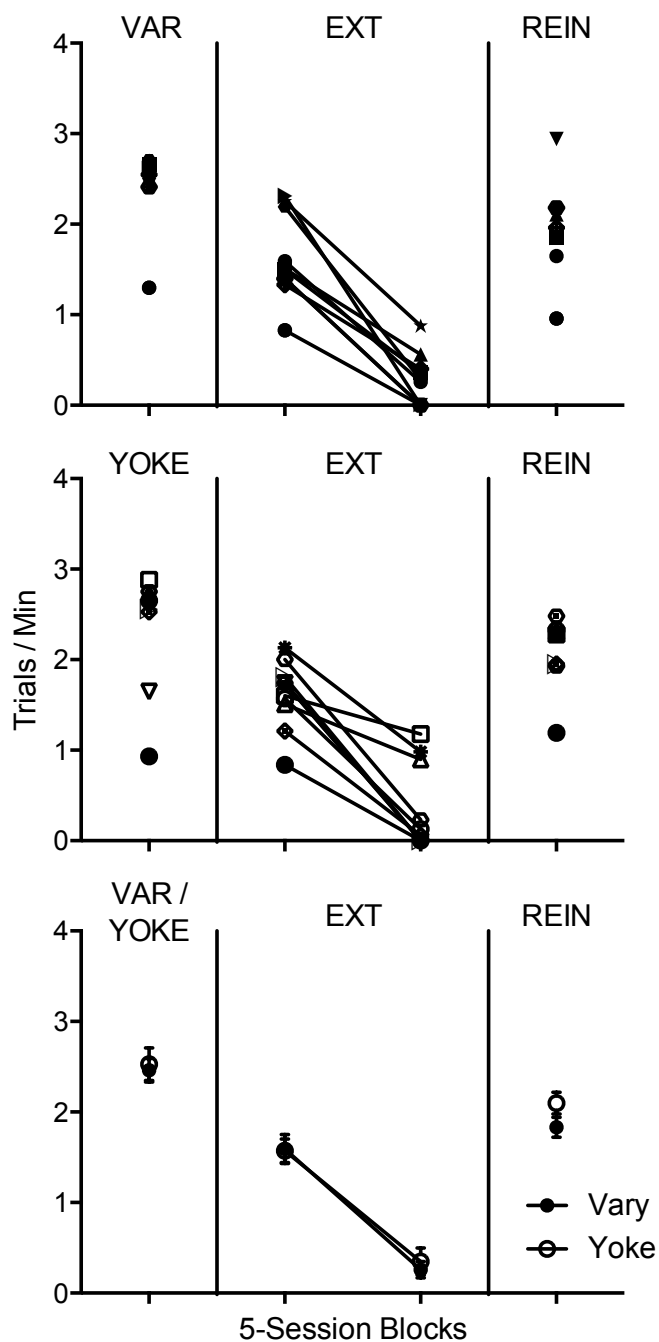 VAR EXT REIN
4
3
2
1
0
YOKE EXT REIN
4
3
2
1
0
Trials / Min
VAR /
YOKE EXT REIN
4
3
2
1
0
Vary
Yoke
5-Session Blocks